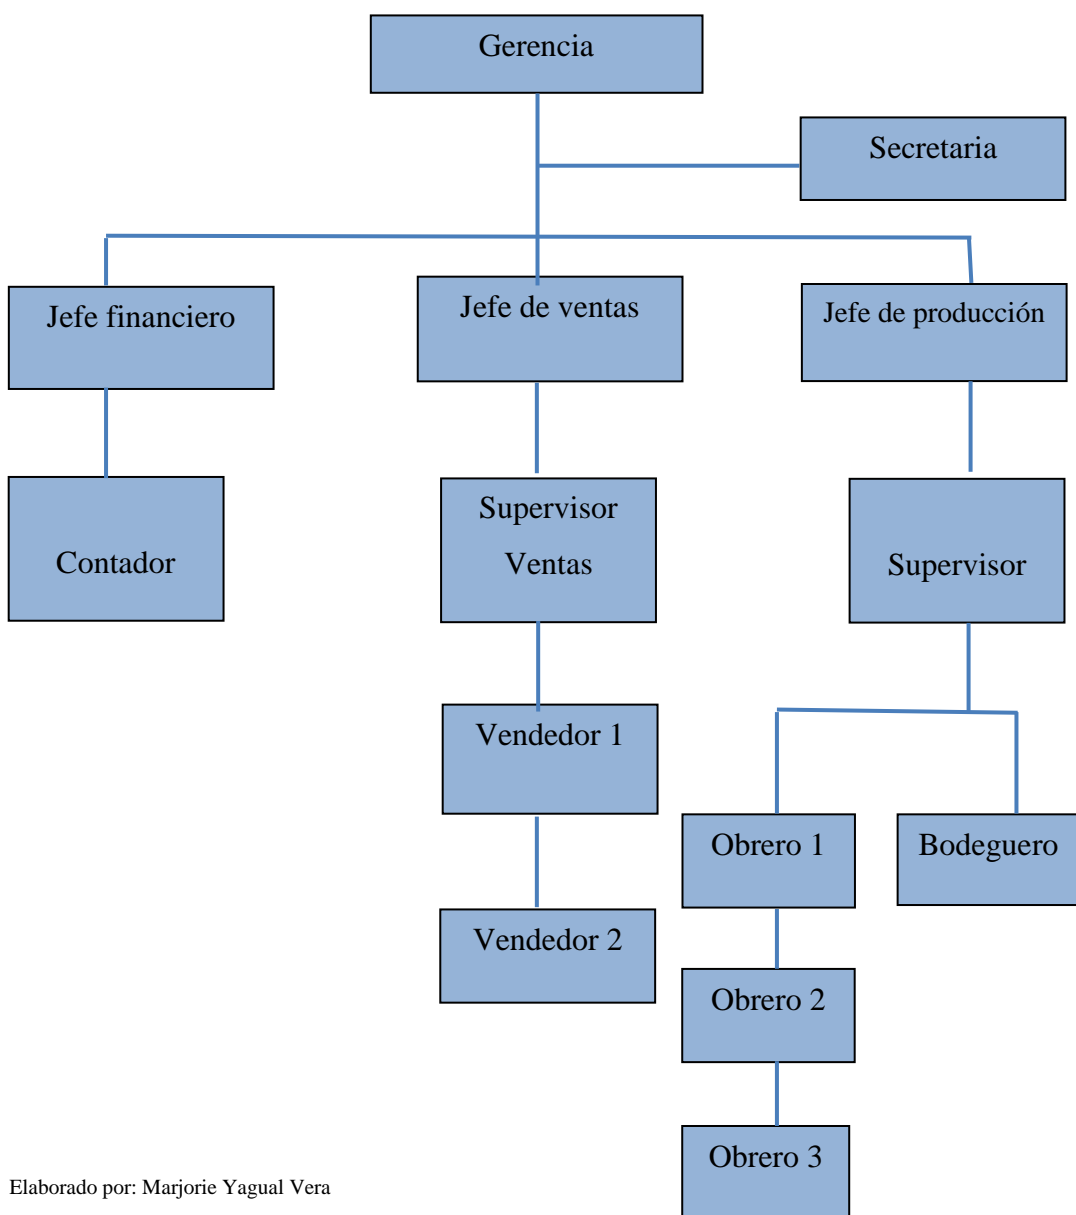 Gerencia
Secretaria
Jefe financiero
Jefe de ventas
Jefe de producción
Contador
Supervisor
Ventas
Supervisor
Vendedor 1
Obrero 1
Bodeguero
Vendedor 2
Obrero 2
Obrero 3
Elaborado por: Marjorie Yagual Vera